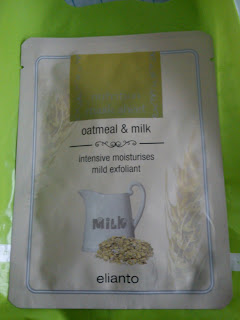 oatmeal & milk
intensive moisturises
mild exfoliant
MILK
elianto